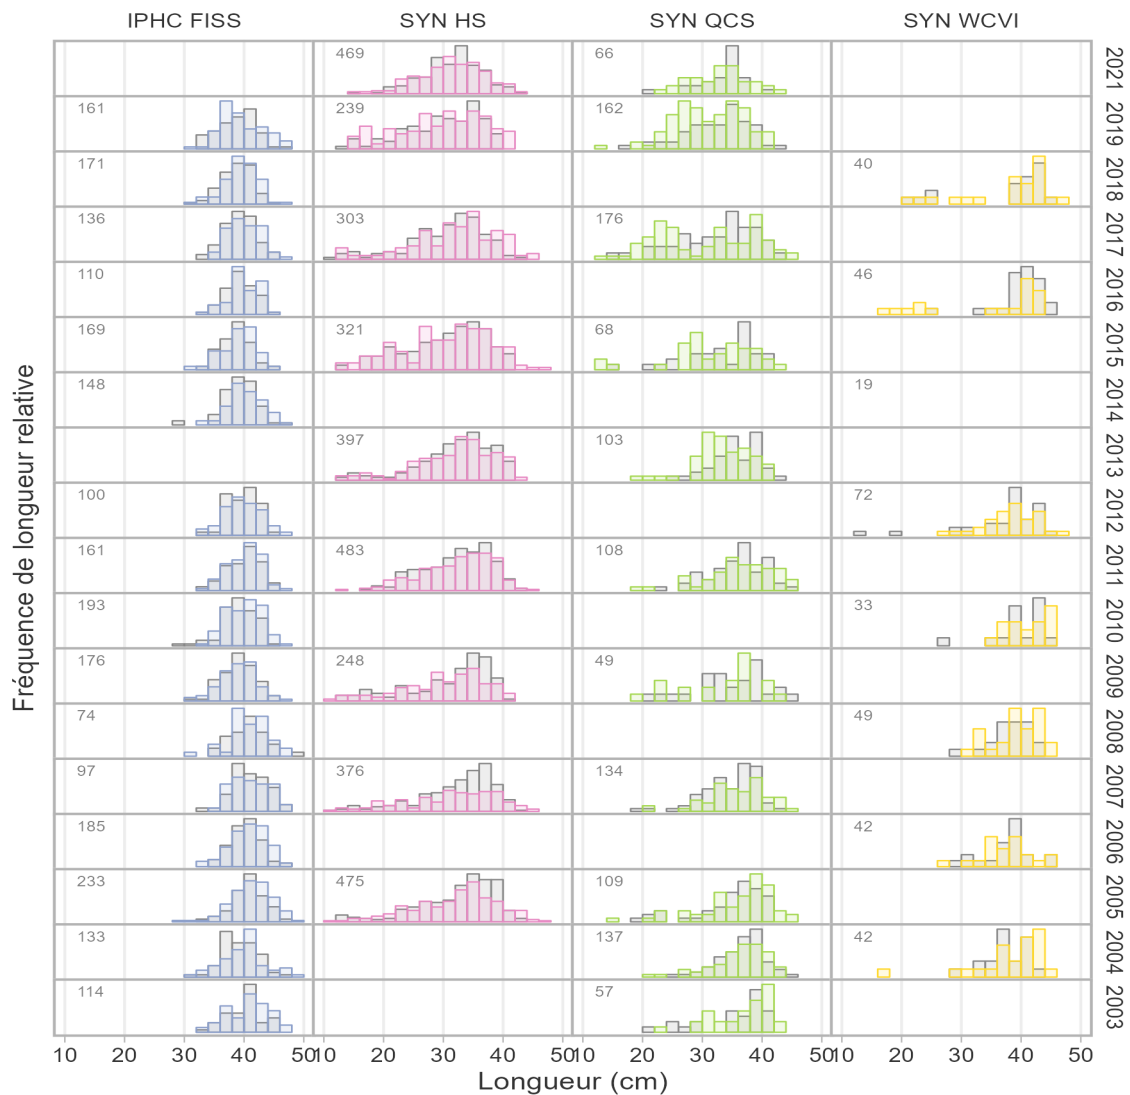 IPHC FISS SYN HS SYN QCS SYN WCVI
469 66 2021
161 239 162 2019
171 40 2018
136 303 176 2017
110 46 2016
169 321 68 2015
148 19 2014
397 103 2013
100 72 2012
161 483 108 2011
193 33 2010
176 248 49 2009
74 49 2008
97 376 134 2007
185 42 2006
233 475 109 2005
133 137 42 2004
114 57 2003
Fréquence de longueur relative
10 20 30 40 50 10 20 30 40 50 10 20 30 40 50 10 20 30 40 50
Longueur (cm)